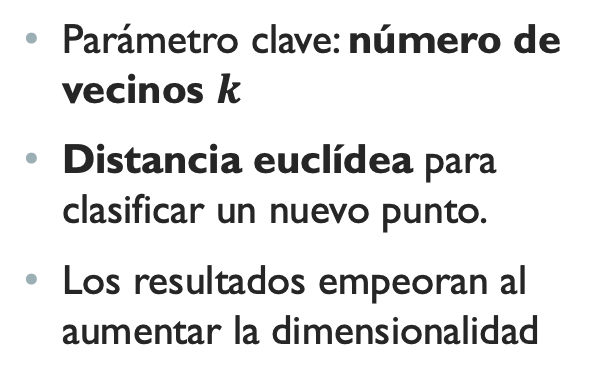 • Parámetro clave: número de
vecinos k
• Distancia euclídea para
clasificar un nuevo punto.
• Los resultados empeoran al
aumentar la dimensionalidad